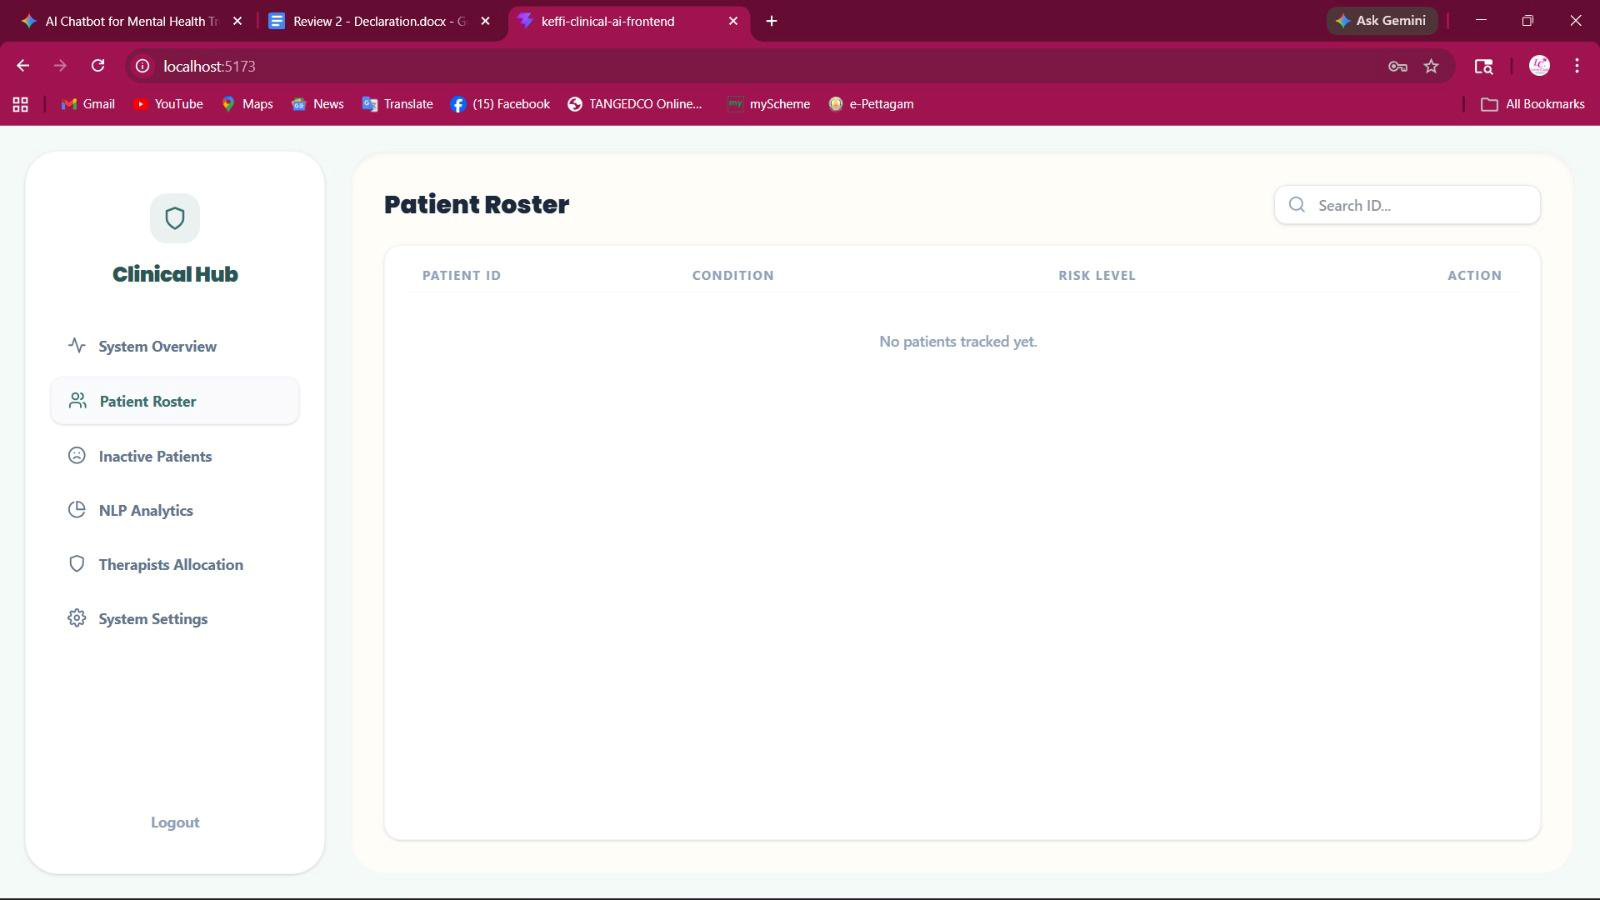 AI Chatbot for Mental Health Tr
Review 2 - Declaration.docx - G
keffi-clinical-ai-frontend
Ask Gemini
localhost:5173
Gmail
YouTube
Maps
News
Translate
(15) Facebook
TANGEDCO Online...
myScheme
e-Pettagam
All Bookmarks
Clinical Hub
System Overview
Patient Roster
Inactive Patients
NLP Analytics
Therapists Allocation
System Settings
Logout
Patient Roster
Search ID...
PATIENT ID CONDITION RISK LEVEL ACTION
No patients tracked yet.